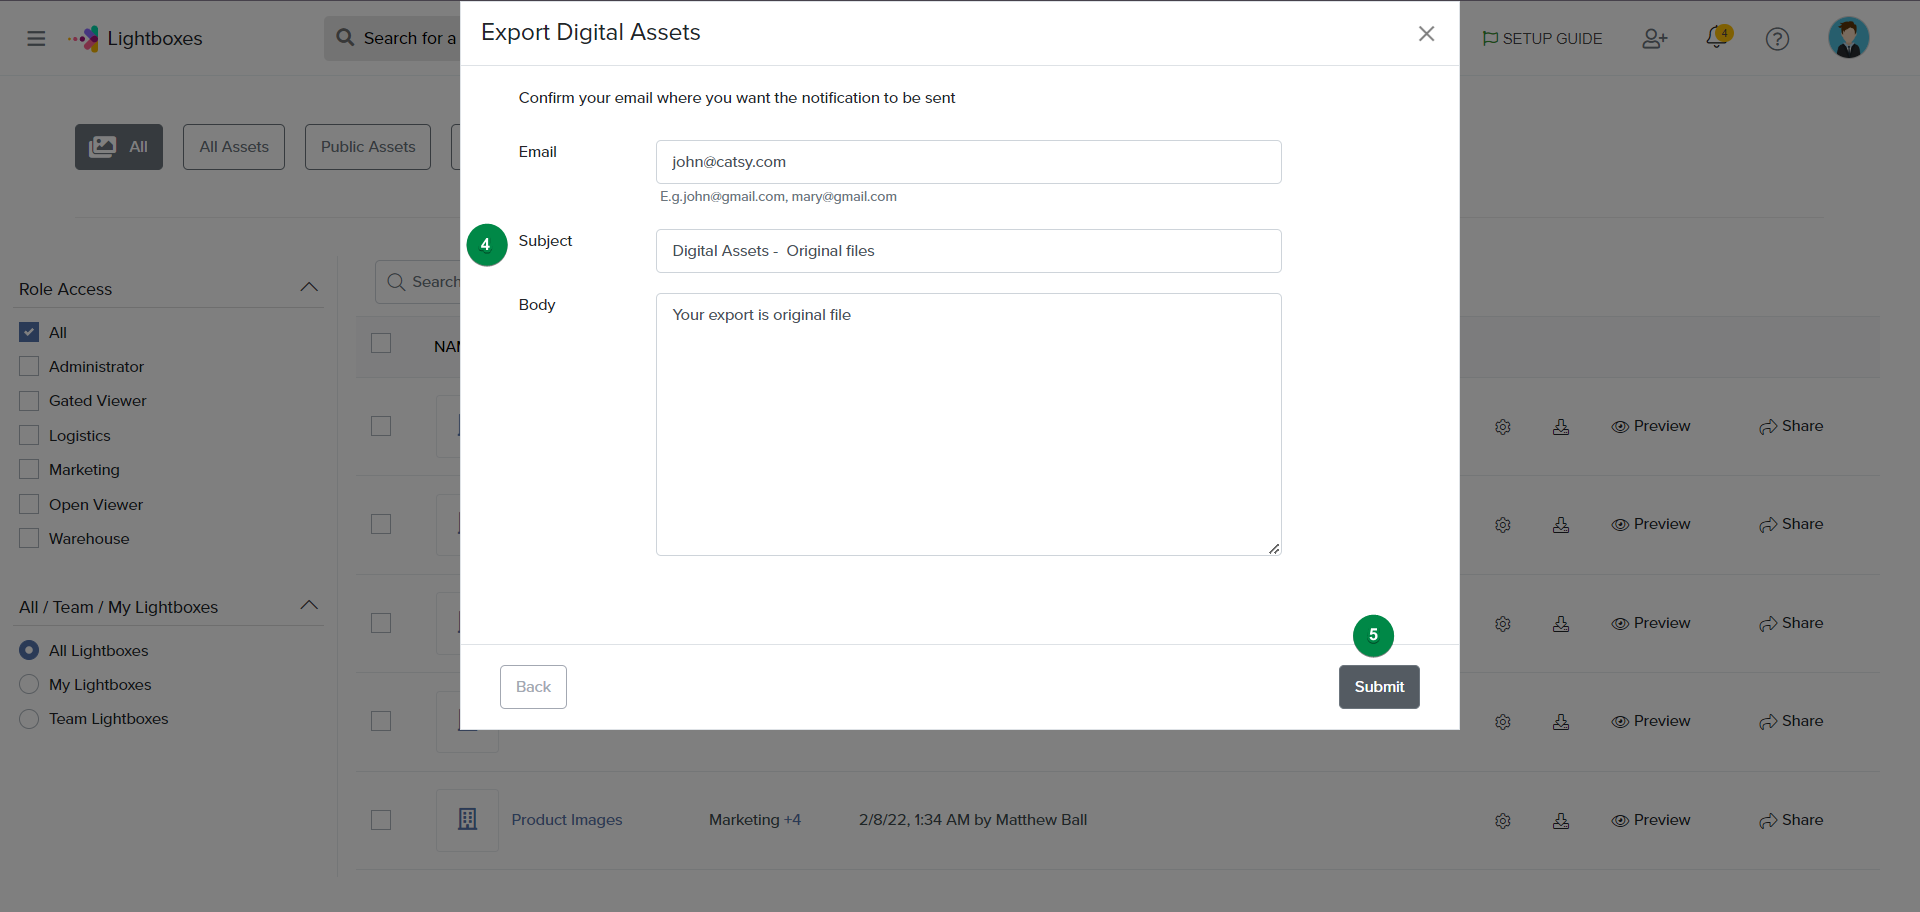 Export Digital Assets
Lightboxes
Search for a
SETUP GUIDE
4
Confirm your email where you want the notification to be sent
All
All Assets
Public Assets
Email
john@catsy.com
E.g.john@gmail.com, mary@gmail.com
4
Subject
Digital Assets -  Original files
Role Access
Search
Body
Your export is original file
All
NAM
Administrator
Gated Viewer
Logistics
Marketing
Open Viewer
Warehouse
Preview
Share
Preview
Share
All / Team / My Lightboxes
All Lightboxes
My Lightboxes
Team Lightboxes
Preview
Share
5
Back
Submit
Preview
Share
Product Images
Marketing +4
2/8/22, 1:34 AM by Matthew Ball
Preview
Share